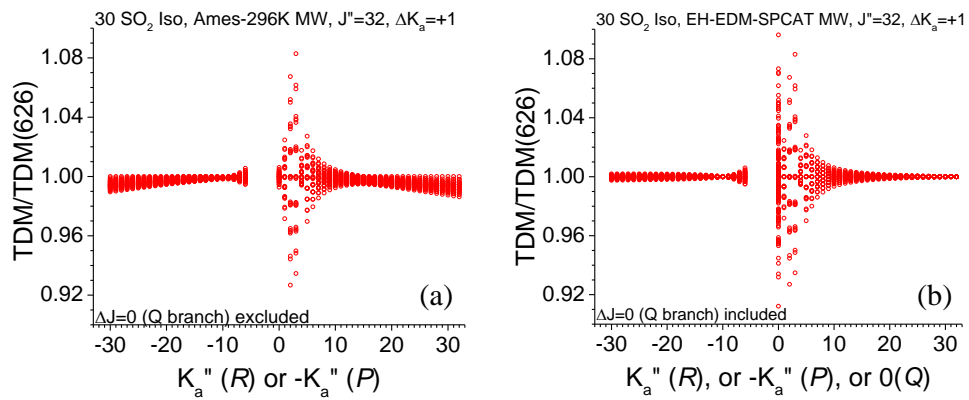 30 SO2 Iso, Ames-296K MW, J"=32, ΔKa=+1
TDM/TDM(626)
1.08
1.04
1.00
0.96
0.92
(a)
ΔJ=0 (Q branch) excluded
-30 -20 -10 0 10 20 30
Ka" (R) or -Ka" (P)
30 SO2 Iso, EH-EDM-SPCAT MW, J"=32, ΔKa=+1
TDM/TDM(626)
1.08
1.04
1.00
0.96
0.92
(b)
ΔJ=0 (Q branch) included
-30 -20 -10 0 10 20 30
Ka" (R), or -Ka" (P), or 0(Q)